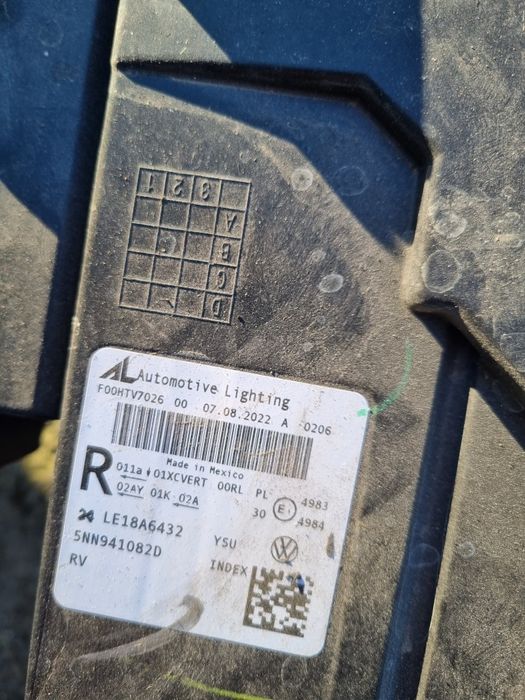 1 2 3
A
B
C
D
AL Automotive Lighting
F00HTV7026 00 07.08.2022 A 0206
Made in Mexico
R 011a 01XCVERT 00RL PL E 4983
02AY 01K 02A 30 4984
LE18A6432 YSU
5NN941082D
RV INDEX